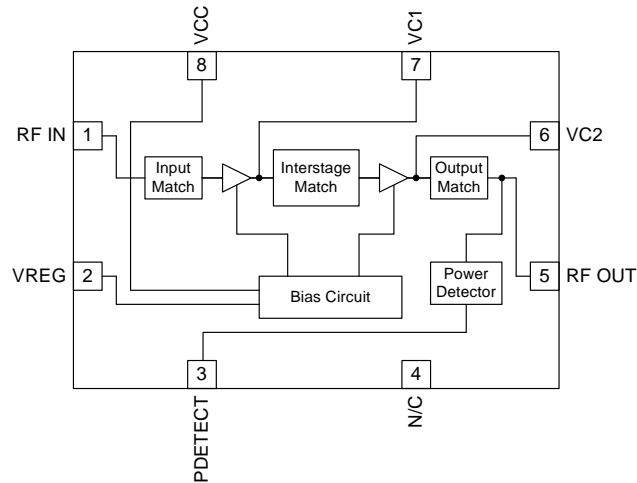 VCC
VC1
8
7
RF IN
1
6
VC2
Input
Match
Interstage
Match
Output
Match
VREG
2
Bias Circuit
Power
Detector
5
RF OUT
3
4
PDETECT
N/C